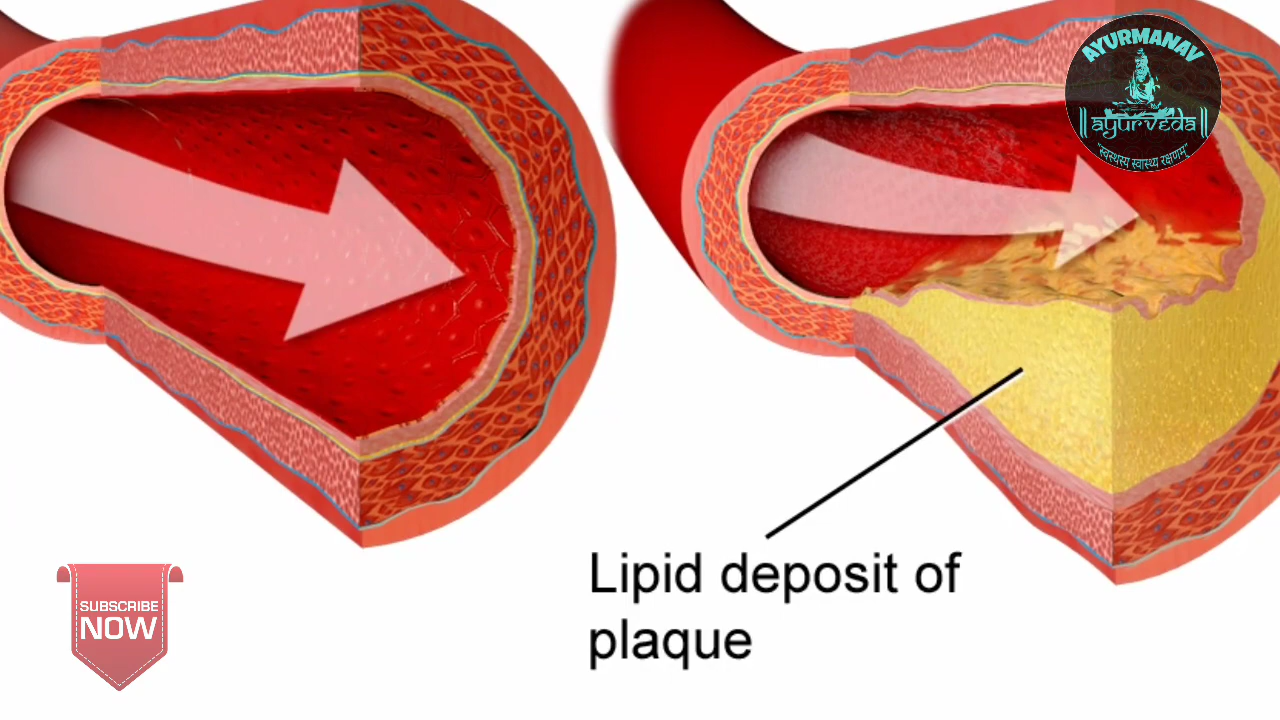 AYURMANAV
||ayurveda||
"स्वस्थस्य स्वास्थ्य रक्षणम्"
Lipid deposit of
plaque
SUBSCRIBE
NOW